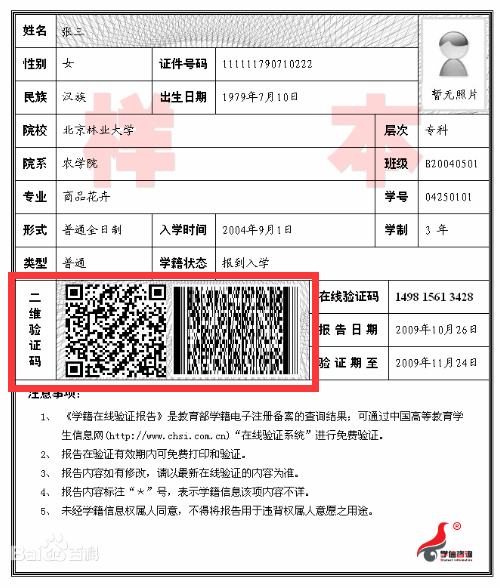 姓名 张三
性别 女 证件号码 111111790710222
暂无照片
民族 汉族 出生日期 1979年7月10日
样本
院校 北京林业大学 层次 专科
院系 农学院 班级 B20040501
专业 商品花卉 学号 04250101
形式 普通全日制 入学时间 2004年9月1日 学制 3 年
类型 普通 学籍状态 报到入学
二维验证码 在线验证码 1498 1561 3428
报告日期 2009年10月26日
验证期至 2009年11月24日
注意事项：
1、 《学籍在线验证报告》是教育部学籍电子注册备案的查询结果；可通过中国高等教育学
生信息网(http://www.chsi.com.cn)“在线验证系统”进行免费验证。
2、 报告在验证有效期内可免费打印和验证。
3、 报告内容如有修改，请以最新在线验证的内容为准。
4、 报告内容标注“＊”号，表示学籍信息该项内容不详。
5、 未经学籍信息权属人同意，不得将报告用于违背权属人意愿之用途。
Baidu百科
学信咨询